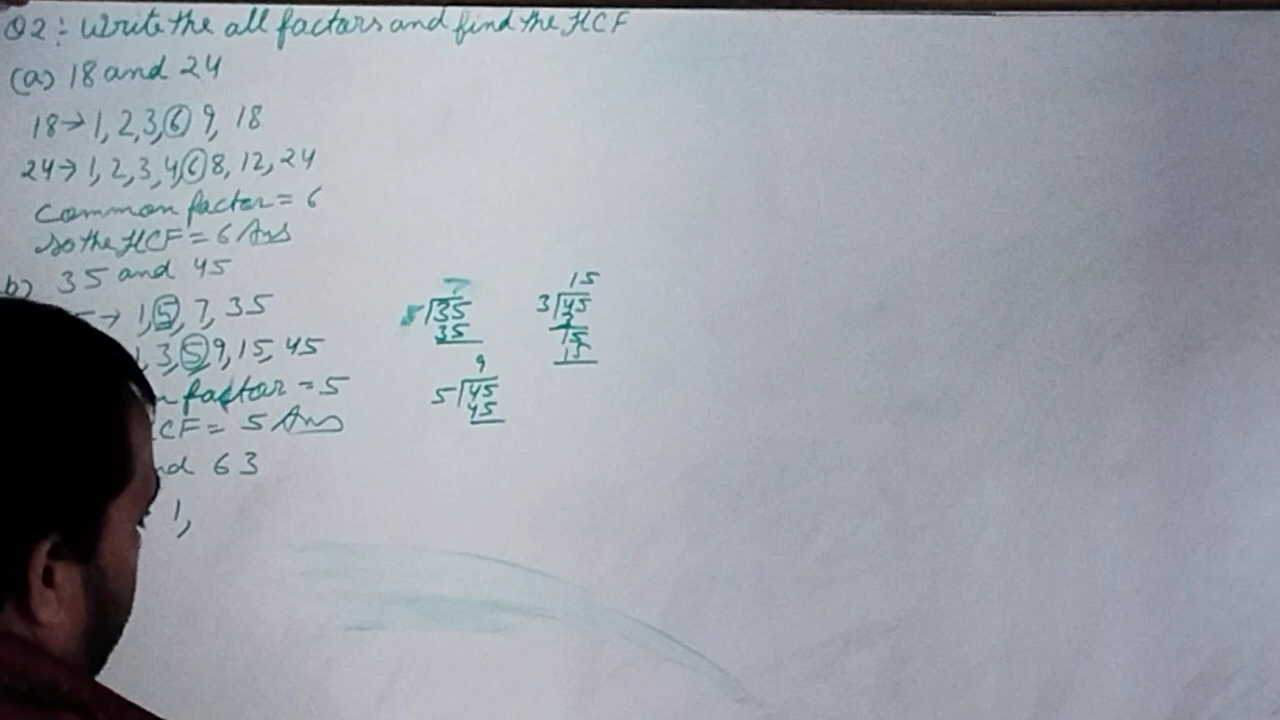 Q2: Write the all factors and find the HCF
(a) 18 and 24
18→ 1, 2, 3, 6, 9, 18
24→ 1, 2, 3, 4, 6, 8, 12, 24
Common factor = 6
So the HCF = 6 Ans
b) 35 and 45
5→ 1, 5, 7, 35
3, 5, 9, 15, 45
n factor = 5
CF = 5 Ans
nd 63
1,
7
5 35
35
15
3 45
3
15
15
9
5 45
45